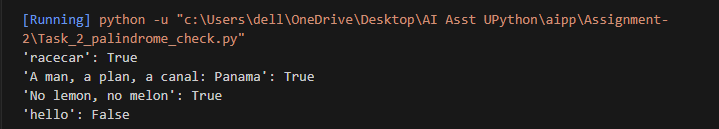 [Running] python -u "c:\Users\dell\OneDrive\Desktop\AI Asst UPython\aipp\Assignment-
2\Task_2_palindrome_check.py"
'racecar': True
'A man, a plan, a canal: Panama': True
'No lemon, no melon': True
'hello': False